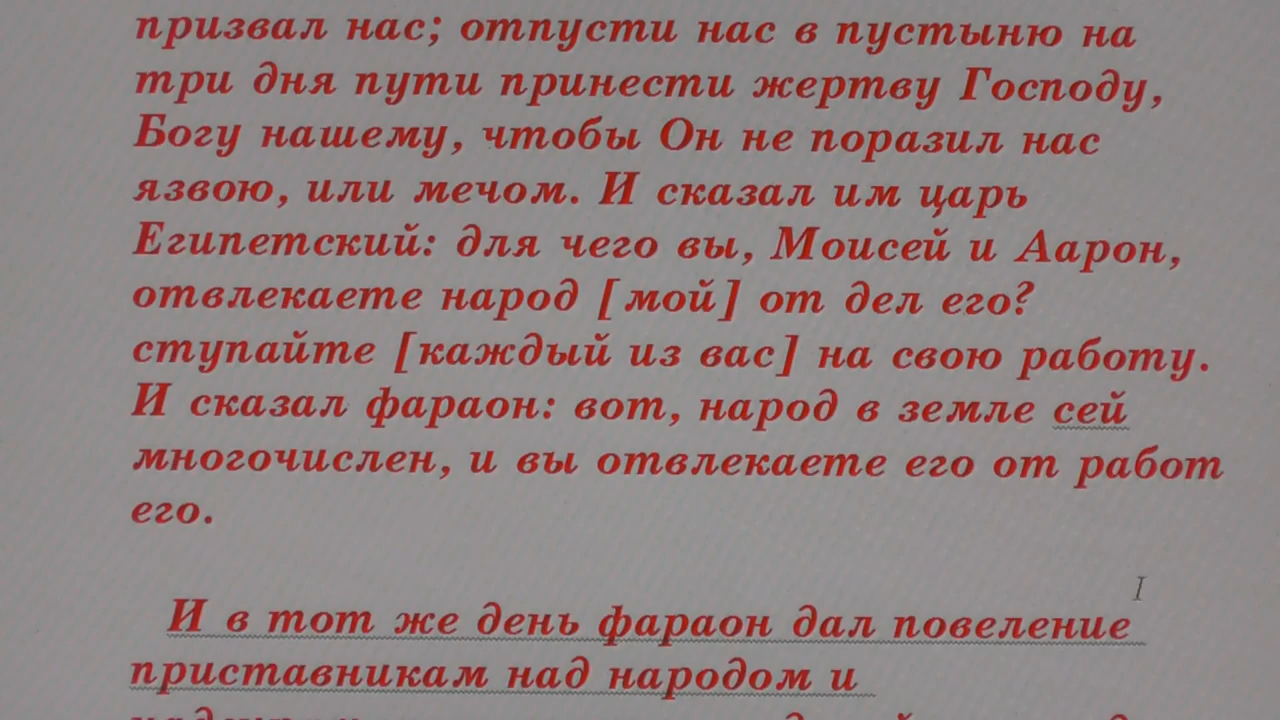 призвал нас; отпусти нас в пустыню на
три дня пути принести жертву Господу,
Богу нашему, чтобы Он не поразил нас
язвою, или мечом. И сказал им царь
Египетский: для чего вы, Моисей и Аарон,
отвлекаете народ [мой] от дел его?
ступайте [каждый из вас] на свою работу.
И сказал фараон: вот, народ в земле сей
многочислен, и вы отвлекаете его от работ
его.
И в тот же день фараон дал повеление
приставникам над народом и